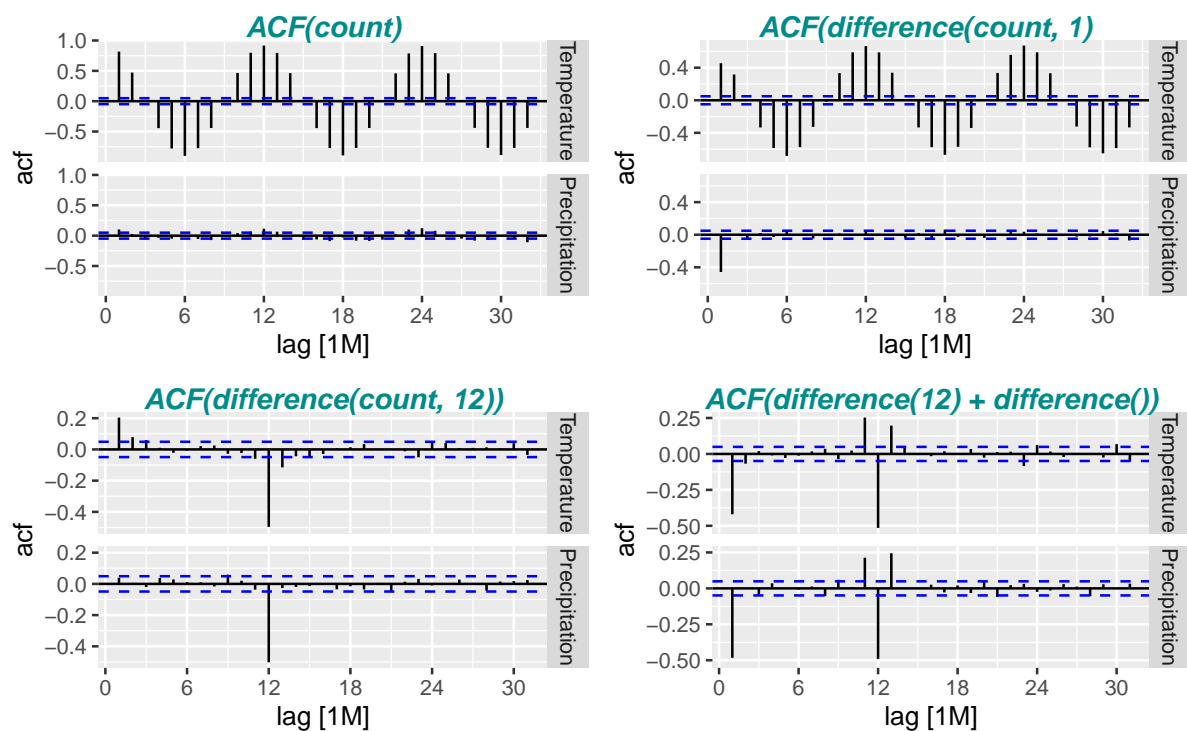 ACF(count)
1.0
0.5
0.0
−0.5
Temperature
1.0
0.5
0.0
−0.5
Precipitation
acf
0 6 12 18 24 30
lag [1M]
ACF(difference(count, 1)
0.4
0.0
−0.4
Temperature
0.4
0.0
−0.4
Precipitation
acf
0 6 12 18 24 30
lag [1M]
ACF(difference(count, 12))
0.2
0.0
−0.2
−0.4
Temperature
0.2
0.0
−0.2
−0.4
Precipitation
acf
0 6 12 18 24 30
lag [1M]
ACF(difference(12) + difference())
0.25
0.00
−0.25
−0.50
Temperature
0.25
0.00
−0.25
−0.50
Precipitation
acf
0 6 12 18 24 30
lag [1M]